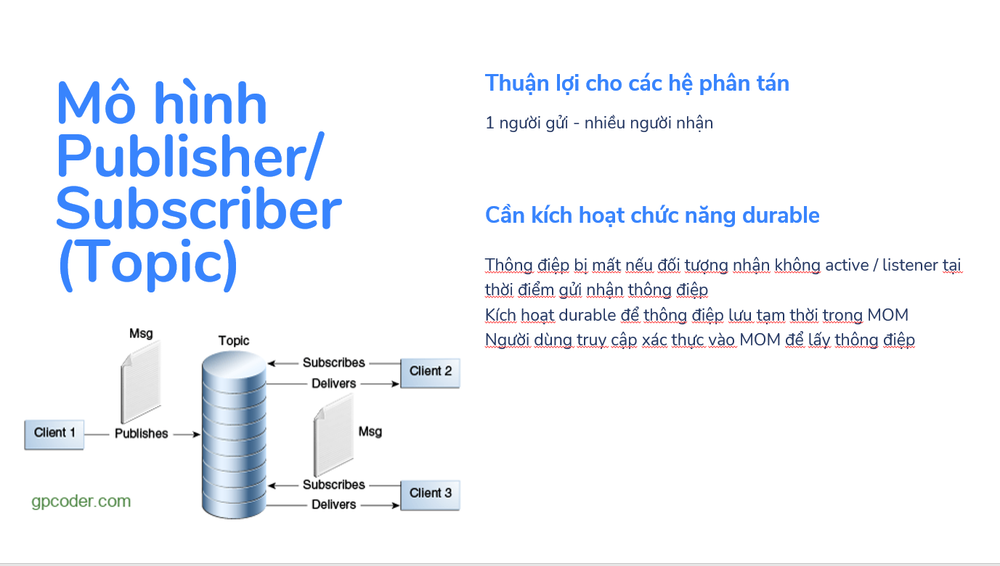 Mô hình
Publisher/
Subscriber
(Topic)
Thuận lợi cho các hệ phân tán
1 người gửi - nhiều người nhận
Cần kích hoạt chức năng durable
Thông điệp bị mất nếu đối tượng nhận không active / listener tại
thời điểm gửi nhận thông điệp
Kích hoạt durable để thông điệp lưu tạm thời trong MOM
Người dùng truy cập xác thực vào MOM để lấy thông điệp
Msg
Topic
Subscribes
Client 2
Delivers
Client 1
Publishes
Msg
Subscribes
Client 3
Delivers
gpcoder.com